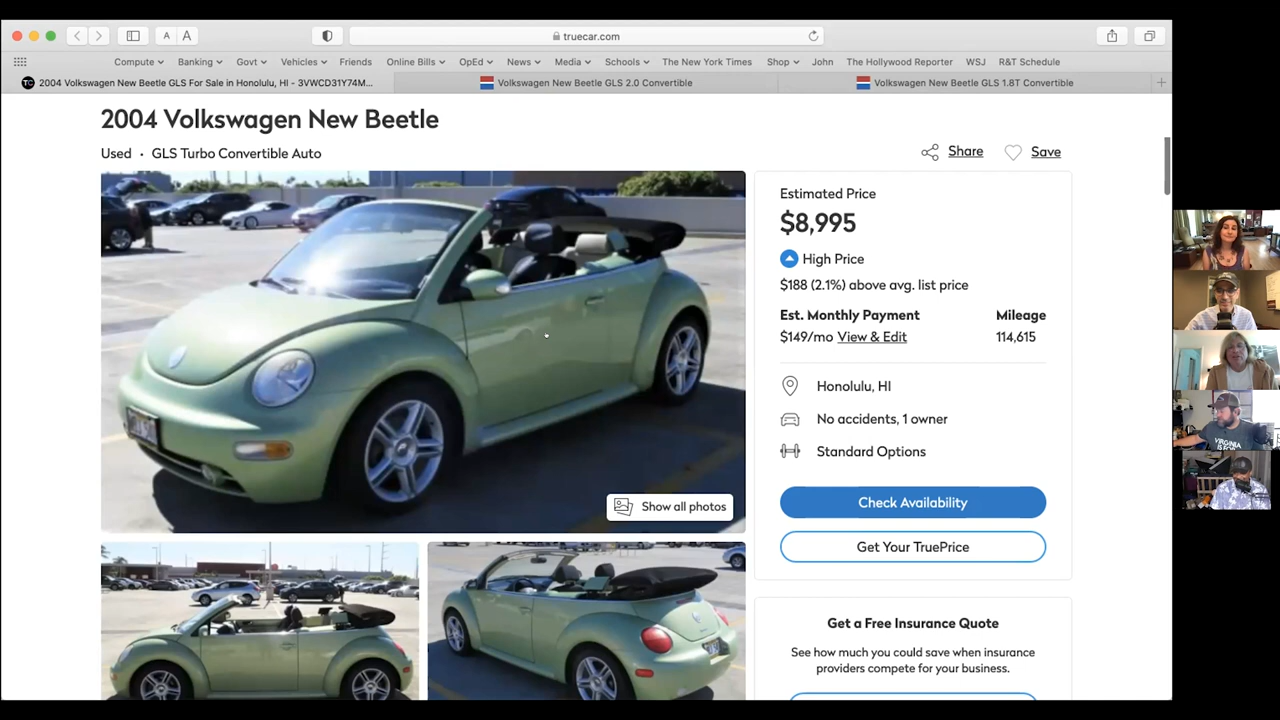 A A
truecar.com
Compute Banking Govt Vehicles Friends Online Bills OpEd News Media Schools The New York Times Shop John The Hollywood Reporter WSJ R&T Schedule
TC 2004 Volkswagen New Beetle GLS For Sale in Honolulu, HI - 3VWCD31Y74M... Volkswagen New Beetle GLS 2.0 Convertible Volkswagen New Beetle GLS 1.8T Convertible
2004 Volkswagen New Beetle
Used · GLS Turbo Convertible Auto
Share Save
Estimated Price
$8,995
High Price
$188 (2.1%) above avg. list price
Est. Monthly Payment Mileage
$149/mo View & Edit 114,615
Honolulu, HI
No accidents, 1 owner
Standard Options
Check Availability
Show all photos
Get Your TruePrice
Get a Free Insurance Quote
See how much you could save when insurance
providers compete for your business.
VIRGINIA
IS FOR